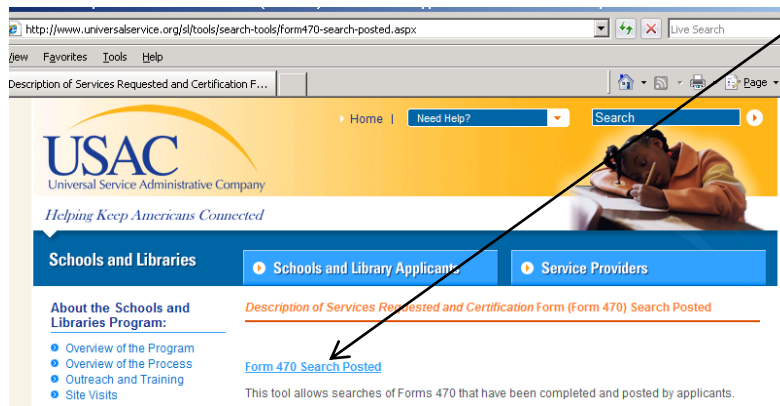 http://www.universalservice.org/sl/tools/search-tools/form470-search-posted.aspx
Live Search
View Favorites Tools Help
Description of Services Requested and Certification F...
Page
Home | Need Help? Search
USAC
Universal Service Administrative Company
Helping Keep Americans Connected
Schools and Libraries
Schools and Library Applicants
Service Providers
About the Schools and
Libraries Program:
Overview of the Program
Overview of the Process
Outreach and Training
Site Visits
Description of Services Requested and Certification Form (Form 470) Search Posted
Form 470 Search Posted
This tool allows searches of Forms 470 that have been completed and posted by applicants.